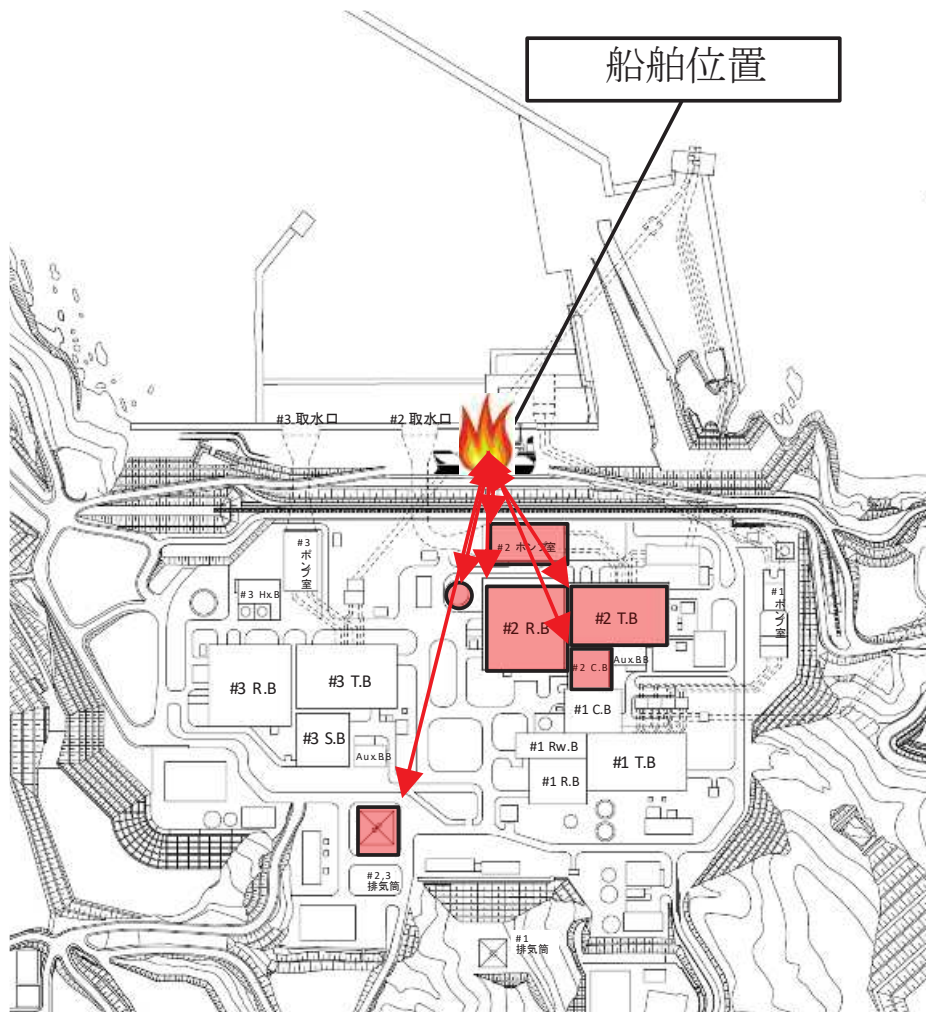 船舶位置
#3 取水口
#2 取水口
#3
ポンプ室
#2 ポンプ室
#3 Hx.B
#1
ポンプ室
#2 R.B
#2 T.B
#2 C.B
Aux.B.B
#3 R.B
#3 T.B
#1 C.B
#3 S.B
Aux.B.B
#1 Rw.B
#1 R.B
#1 T.B
#2,3
排気筒
#1
排気筒